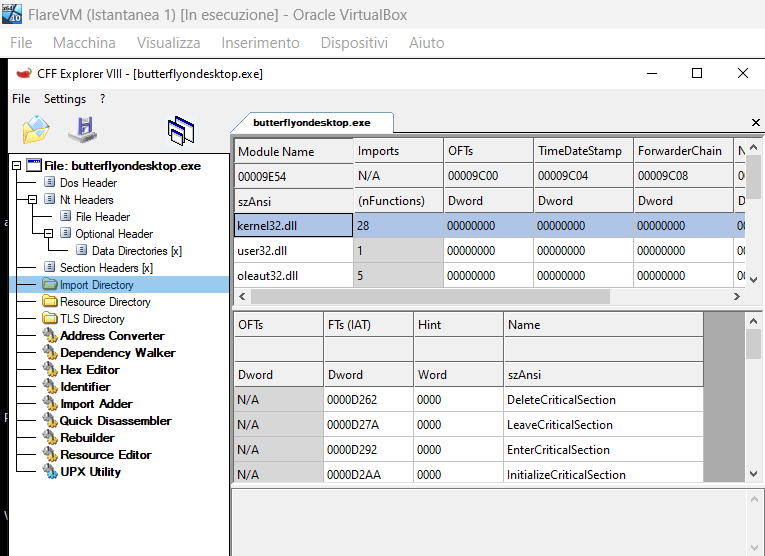 FlareVM (Istantanea 1) [In esecuzione] - Oracle VirtualBox
File Macchina Visualizza Inserimento Dispositivi Aiuto
CFF Explorer VIII - [butterflyondesktop.exe]
File Settings ?
butterflyondesktop.exe
File: butterflyondesktop.exe
Dos Header
Nt Headers
File Header
Optional Header
Data Directories [x]
Section Headers [x]
Import Directory
Resource Directory
TLS Directory
Address Converter
Dependency Walker
Hex Editor
Identifier
Import Adder
Quick Disassembler
Rebuilder
Resource Editor
UPX Utility
Module Name Imports OFTs TimeDateStamp ForwarderChain N
00009E54 N/A 00009C00 00009C04 00009C08
szAnsi (nFunctions) Dword Dword Dword
kernel32.dll 28 00000000 00000000 00000000
user32.dll 1 00000000 00000000 00000000
oleaut32.dll 5 00000000 00000000 00000000
OFTs FTs (IAT) Hint Name
Dword Dword Word szAnsi
N/A 0000D262 0000 DeleteCriticalSection
N/A 0000D27A 0000 LeaveCriticalSection
N/A 0000D292 0000 EnterCriticalSection
N/A 0000D2AA 0000 InitializeCriticalSection